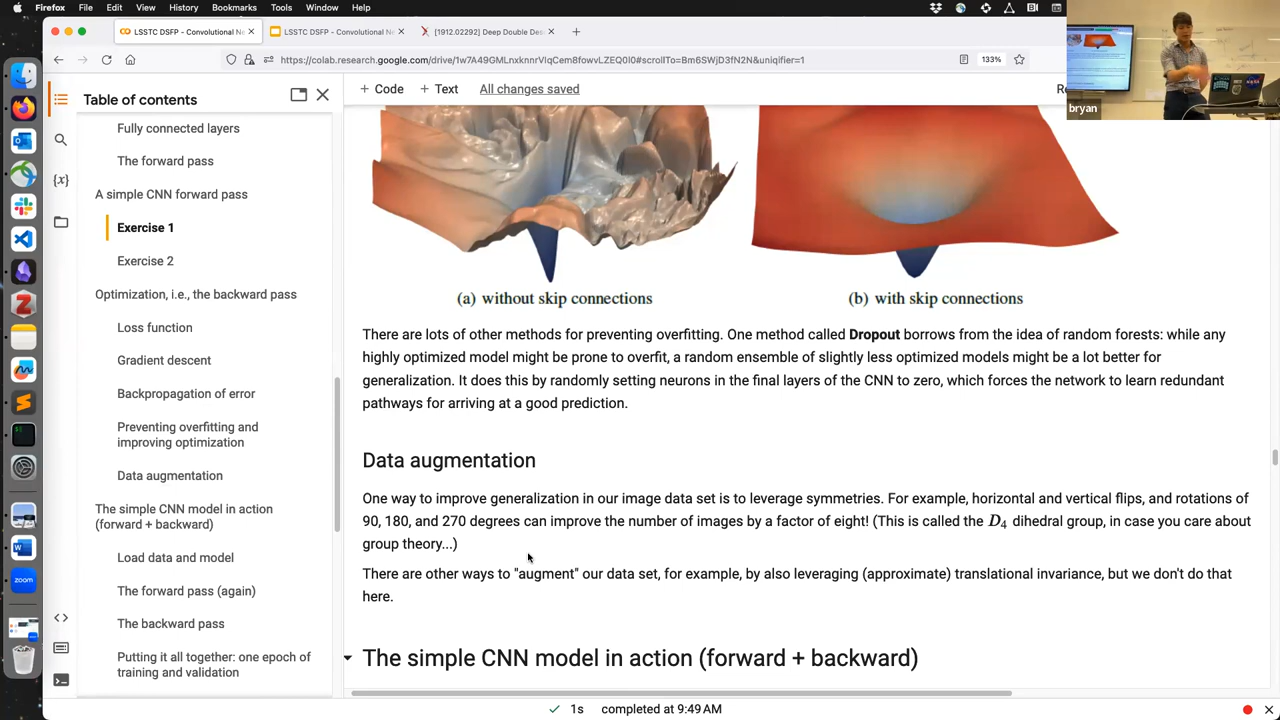 Firefox File Edit View History Bookmarks Tools Window Help
LSSTC DSFP - Convolutional Ne
LSSTC DSFP - Convolutional Ne
[1912.02292] Deep Double Des
133%
Table of contents
+ Code + Text All changes saved
bryan
Fully connected layers
The forward pass
A simple CNN forward pass
Exercise 1
Exercise 2
Optimization, i.e., the backward pass
Loss function
Gradient descent
Backpropagation of error
Preventing overfitting and
improving optimization
Data augmentation
The simple CNN model in action
(forward + backward)
Load data and model
The forward pass (again)
The backward pass
Putting it all together: one epoch of
training and validation
(a) without skip connections
(b) with skip connections
There are lots of other methods for preventing overfitting. One method called Dropout borrows from the idea of random forests: while any
highly optimized model might be prone to overfit, a random ensemble of slightly less optimized models might be a lot better for
generalization. It does this by randomly setting neurons in the final layers of the CNN to zero, which forces the network to learn redundant
pathways for arriving at a good prediction.
Data augmentation
One way to improve generalization in our image data set is to leverage symmetries. For example, horizontal and vertical flips, and rotations of
90, 180, and 270 degrees can improve the number of images by a factor of eight! (This is called the D4 dihedral group, in case you care about
group theory...)
There are other ways to "augment" our data set, for example, by also leveraging (approximate) translational invariance, but we don't do that
here.
The simple CNN model in action (forward + backward)
1s completed at 9:49 AM